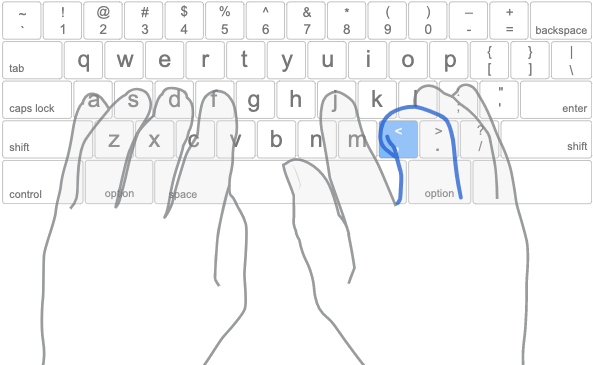 ~ ! @ # $ % ^ & * ( ) — +
` 1 2 3 4 5 6 7 8 9 0 - = backspace
tab q w e r t y u i o p { [ } ] | \
caps lock a s d f g h j k l : ; " ' enter
shift z x c v b n m < , > . ? / shift
control option space option